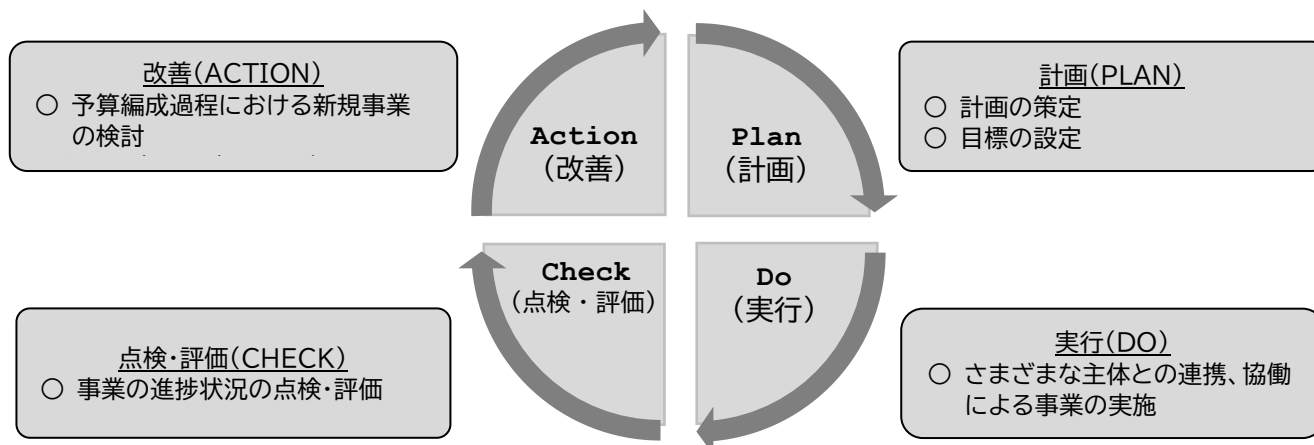 改善(ACTION)
○ 予算編成過程における新規事業
の検討
計画(PLAN)
○ 計画の策定
○ 目標の設定
Action
(改善)
Plan
(計画)
Check
(点検・評価)
Do
(実行)
点検・評価(CHECK)
○ 事業の進捗状況の点検・評価
実行(DO)
○ さまざまな主体との連携、協働
による事業の実施